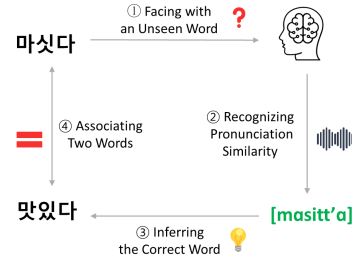 ① Facing with
an Unseen Word
마싯다
② Recognizing
Pronunciation
Similarity
④ Associating
Two Words
맛있다
[masitt'a]
③ Inferring
the Correct Word